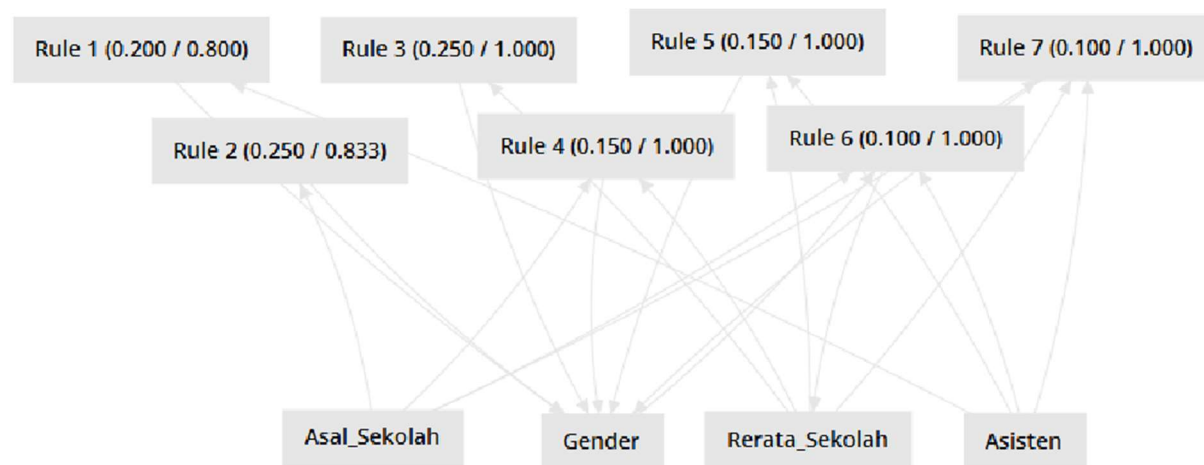 Rule 1 (0.200 / 0.800)
Rule 3 (0.250 / 1.000)
Rule 5 (0.150 / 1.000)
Rule 7 (0.100 / 1.000)
Rule 2 (0.250 / 0.833)
Rule 4 (0.150 / 1.000)
Rule 6 (0.100 / 1.000)
Asal_Sekolah
Gender
Rerata_Sekolah
Asisten